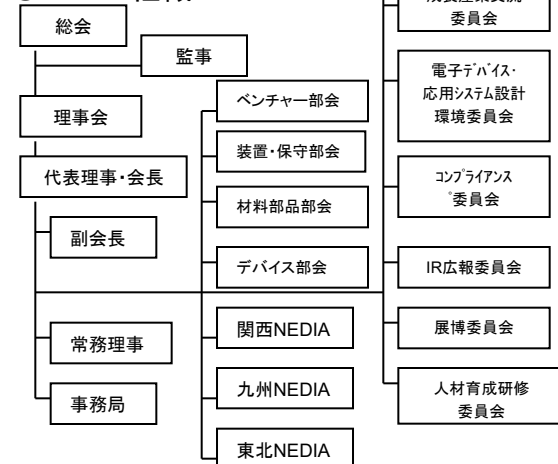 総会
監事
理事会
代表理事・会長
副会長
常務理事
事務局
ベンチャー部会
装置・保守部会
材料部品部会
デバイス部会
関西NEDIA
九州NEDIA
東北NEDIA
委員会
電子ﾃﾞﾊﾞｲｽ・
応用ｼｽﾃﾑ設計
環境委員会
ｺﾝﾌﾟﾗｲｱﾝｽ
ﾟ委員会
IR広報委員会
展博委員会
人材育成研修
委員会